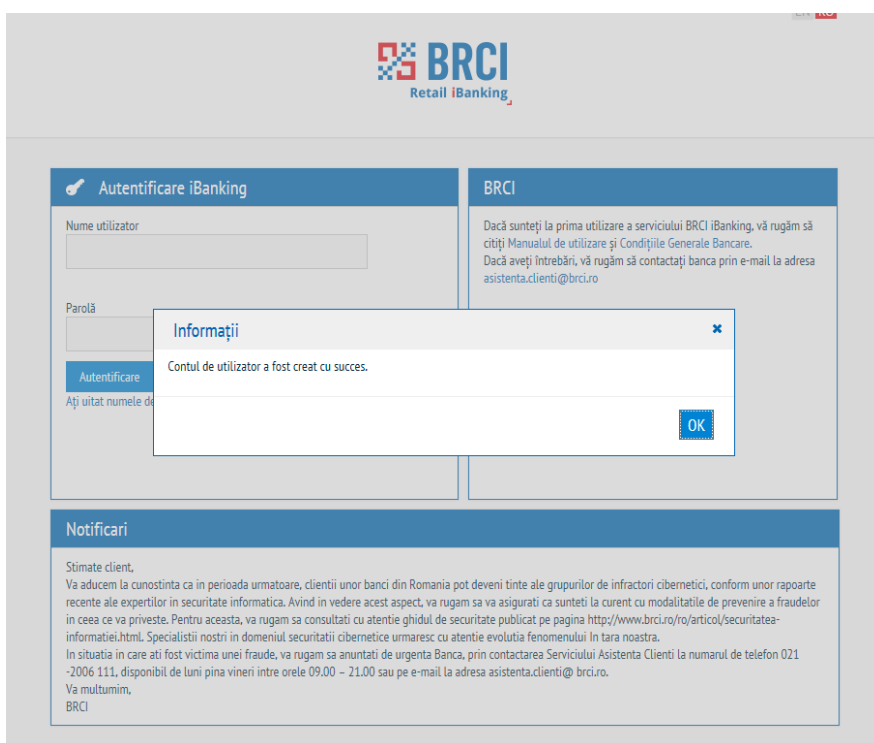 EN RO
BRCI
Retail iBanking
Autentificare iBanking
Nume utilizator
Parolă
Autentificare
Ați uitat numele de
BRCI
Dacă sunteți la prima utilizare a serviciului BRCI iBanking, vă rugăm să
citiți Manualul de utilizare și Condițiile Generale Bancare.
Dacă aveți întrebări, vă rugăm să contactați banca prin e-mail la adresa
asistenta.clienti@brci.ro
Informații
Contul de utilizator a fost creat cu succes.
OK
Notificari
Stimate client,
Va aducem la cunostinta ca in perioada urmatoare, clientii unor banci din Romania pot deveni tinte ale grupurilor de infractori cibernetici, conform unor rapoarte
recente ale expertilor in securitate informatica. Avind in vedere acest aspect, va rugam sa va asigurati ca sunteti la curent cu modalitatile de prevenire a fraudelor
in ceea ce va priveste. Pentru aceasta, va rugam sa consultati cu atentie ghidul de securitate publicat pe pagina http://www.brci.ro/ro/articol/securitatea-
informatiei.html. Specialistii nostri in domeniul securitatii cibernetice urmaresc cu atentie evolutia fenomenului In tara noastra.
In situatia in care ati fost victima unei fraude, va rugam sa anuntati de urgenta Banca, prin contactarea Serviciului Asistenta Clienti la numarul de telefon 021
-2006 111, disponibil de luni pina vineri intre orele 09.00 – 21.00 sau pe e-mail la adresa asistenta.clienti@ brci.ro.
Va multumim,
BRCI